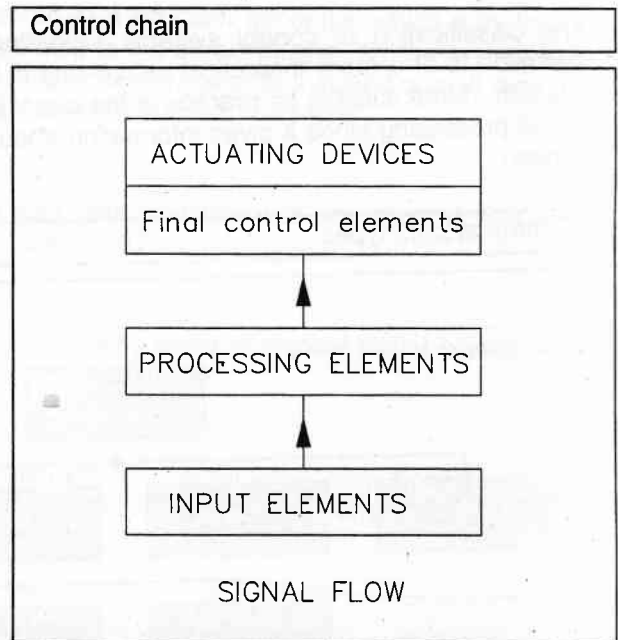 Control chain
ACTUATING DEVICES
Final control elements
PROCESSING ELEMENTS
INPUT ELEMENTS
SIGNAL FLOW